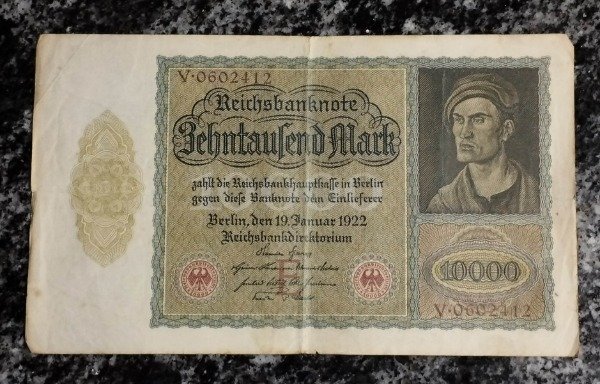 V·0602412
Reichsbanknote
Zehntausend Mark
zahlt die Reichsbankhauptkasse in Berlin
gegen diese Banknote dem Einlieferer
Berlin, den 19. Januar 1922
Reichsbankdirektorium
E
10000
V·0602412